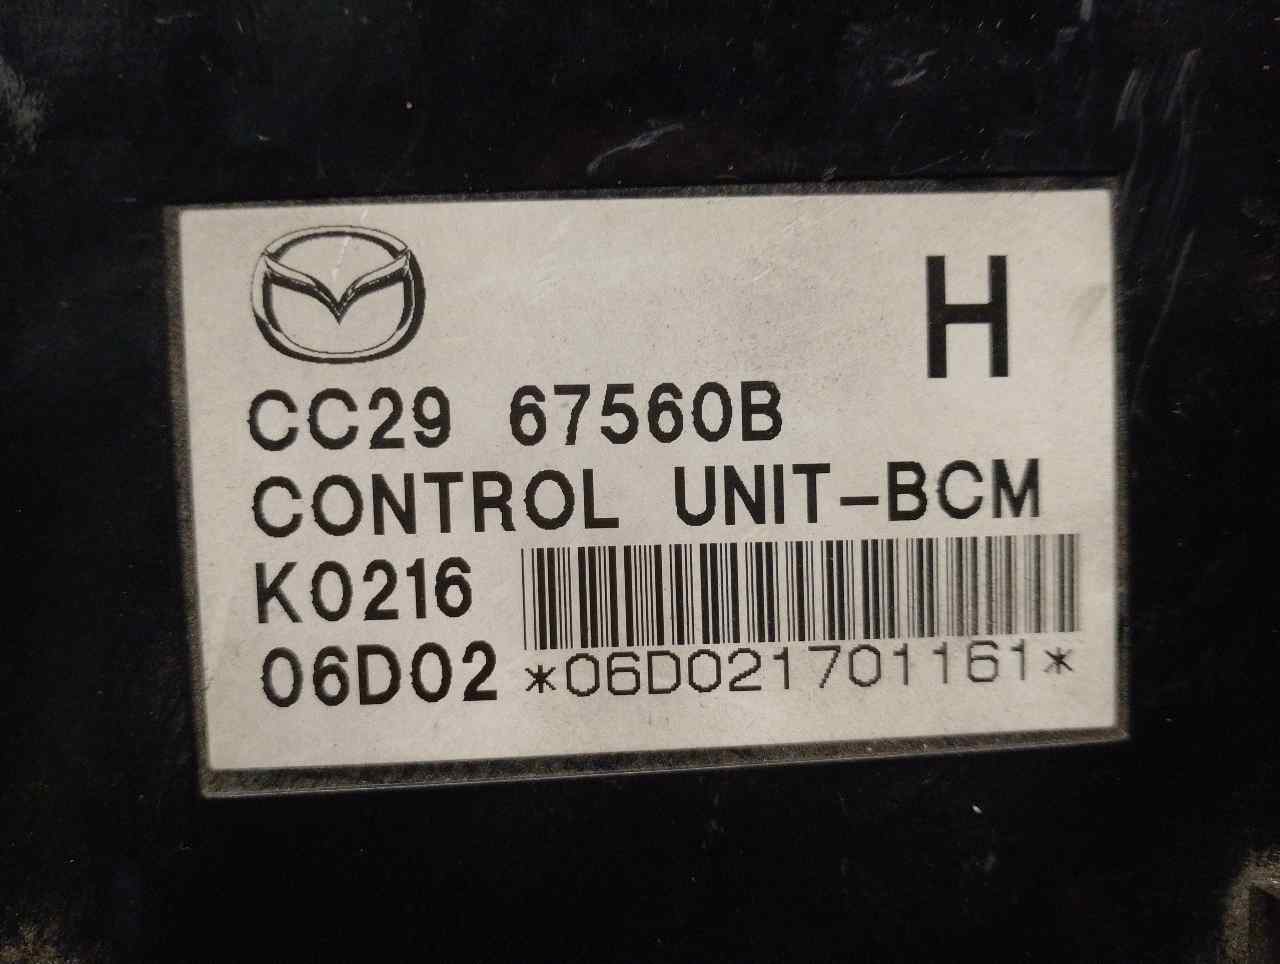 H
CC29 67560B
CONTROL UNIT-BCM
K0216
06D02 *06D021701161*